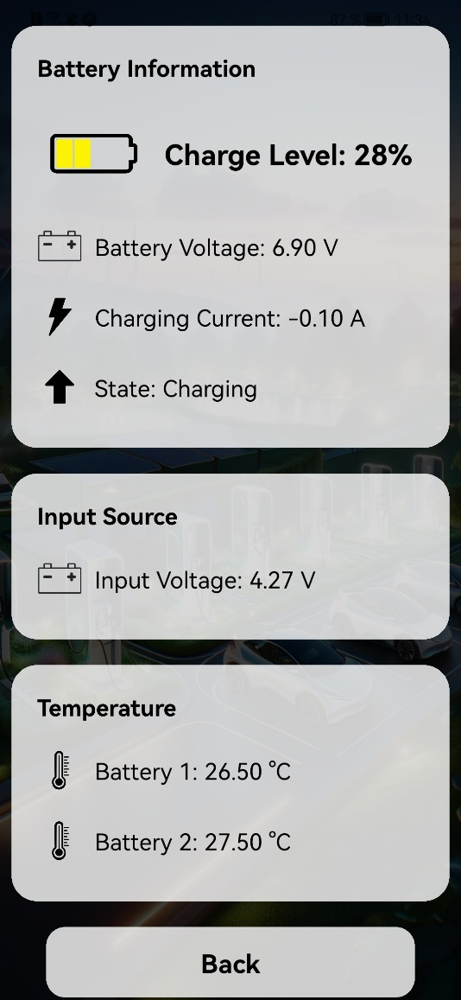 87 % 11:34
Battery Information
Charge Level: 28%
Battery Voltage: 6.90 V
Charging Current: -0.10 A
State: Charging
Input Source
Input Voltage: 4.27 V
Temperature
Battery 1: 26.50 °C
Battery 2: 27.50 °C
Back